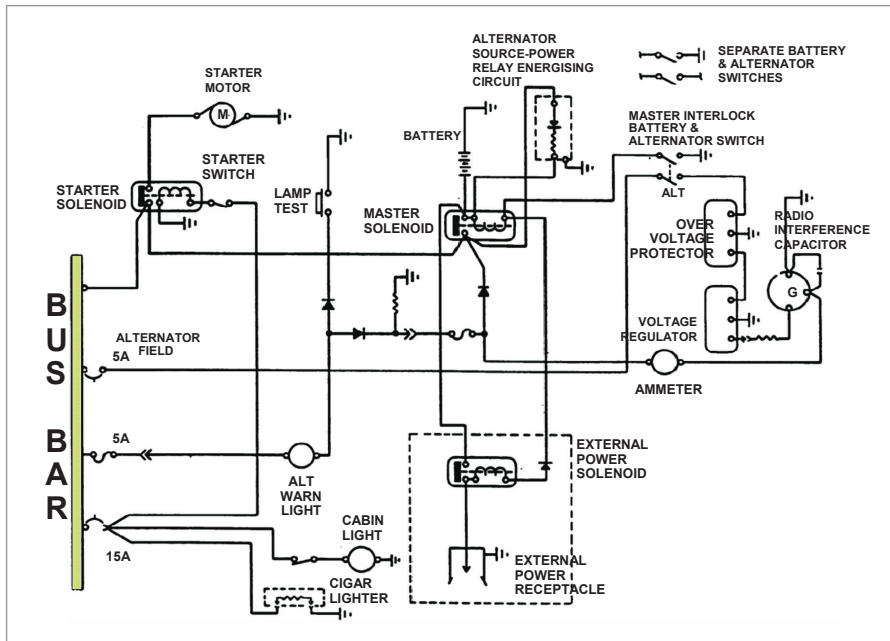 ALTERNATOR
SOURCE-POWER
RELAY ENERGISING
CIRCUIT
SEPARATE BATTERY
& ALTERNATOR
SWITCHES
STARTER
MOTOR
M
BATTERY
MASTER INTERLOCK
BATTERY &
ALTERNATOR SWITCH
STARTER
SWITCH
STARTER
SOLENOID
LAMP
TEST
ALT
MASTER
SOLENOID
OVER
VOLTAGE
PROTECTOR
RADIO
INTERFERENCE
CAPACITOR
G
BUS
BAR
ALTERNATOR
FIELD
5A
VOLTAGE
REGULATOR
AMMETER
5A
ALT
WARN
LIGHT
EXTERNAL
POWER
SOLENOID
15A
CABIN
LIGHT
CIGAR
LIGHTER
EXTERNAL
POWER
RECEPTACLE